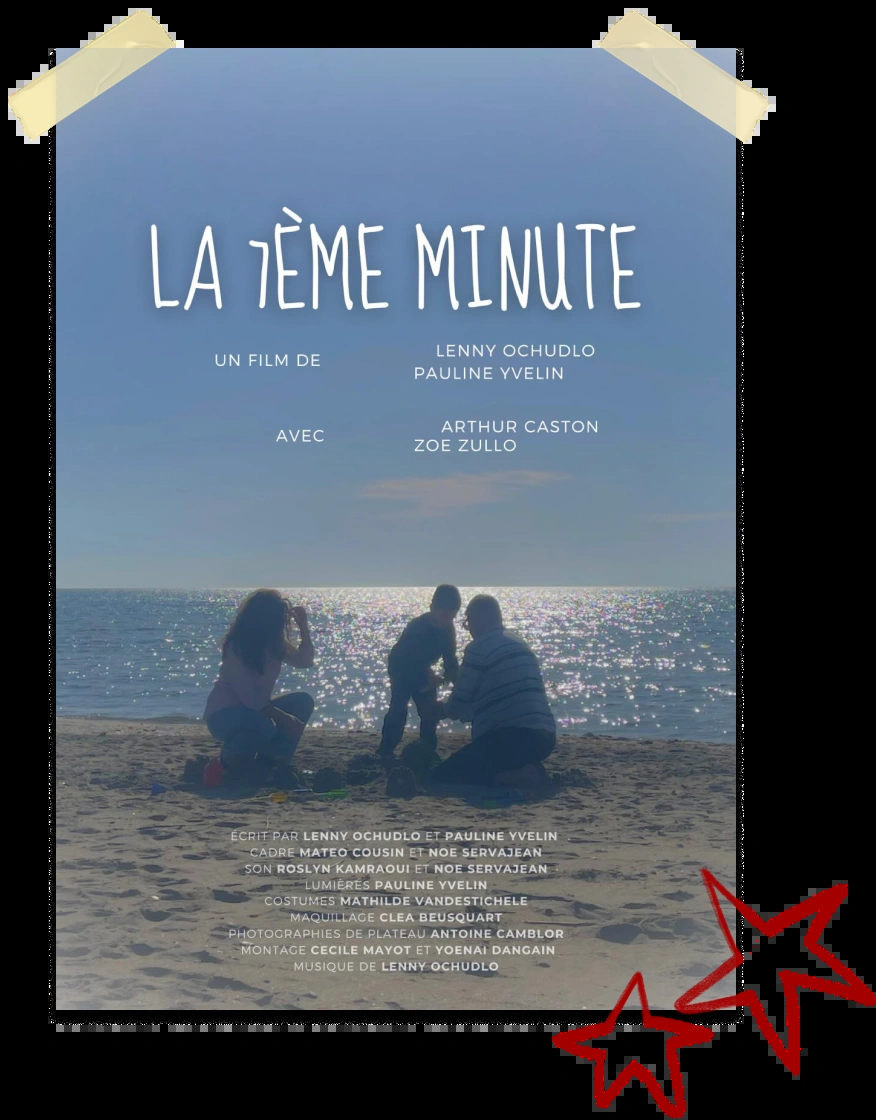 LA 7ÈME MINUTE
UN FILM DE
LENNY OCHUDLO
PAULINE YVELIN
AVEC
ARTHUR CASTON
ZOE ZULLO
ÉCRIT PAR LENNY OCHUDLO ET PAULINE YVELIN
CADRE MATEO COUSIN ET NOE SERVAJEAN
SON ROSLYN KAMRAOUI ET NOE SERVAJEAN
LUMIÈRES PAULINE YVELIN
COSTUMES MATHILDE VANDESTICHELE
MAQUILLAGE CLEA BEUSQUART
PHOTOGRAPHIES DE PLATEAU ANTOINE CAMBLOR
MONTAGE CECILE MAYOT ET YOENAI DANGAIN
MUSIQUE DE LENNY OCHUDLO